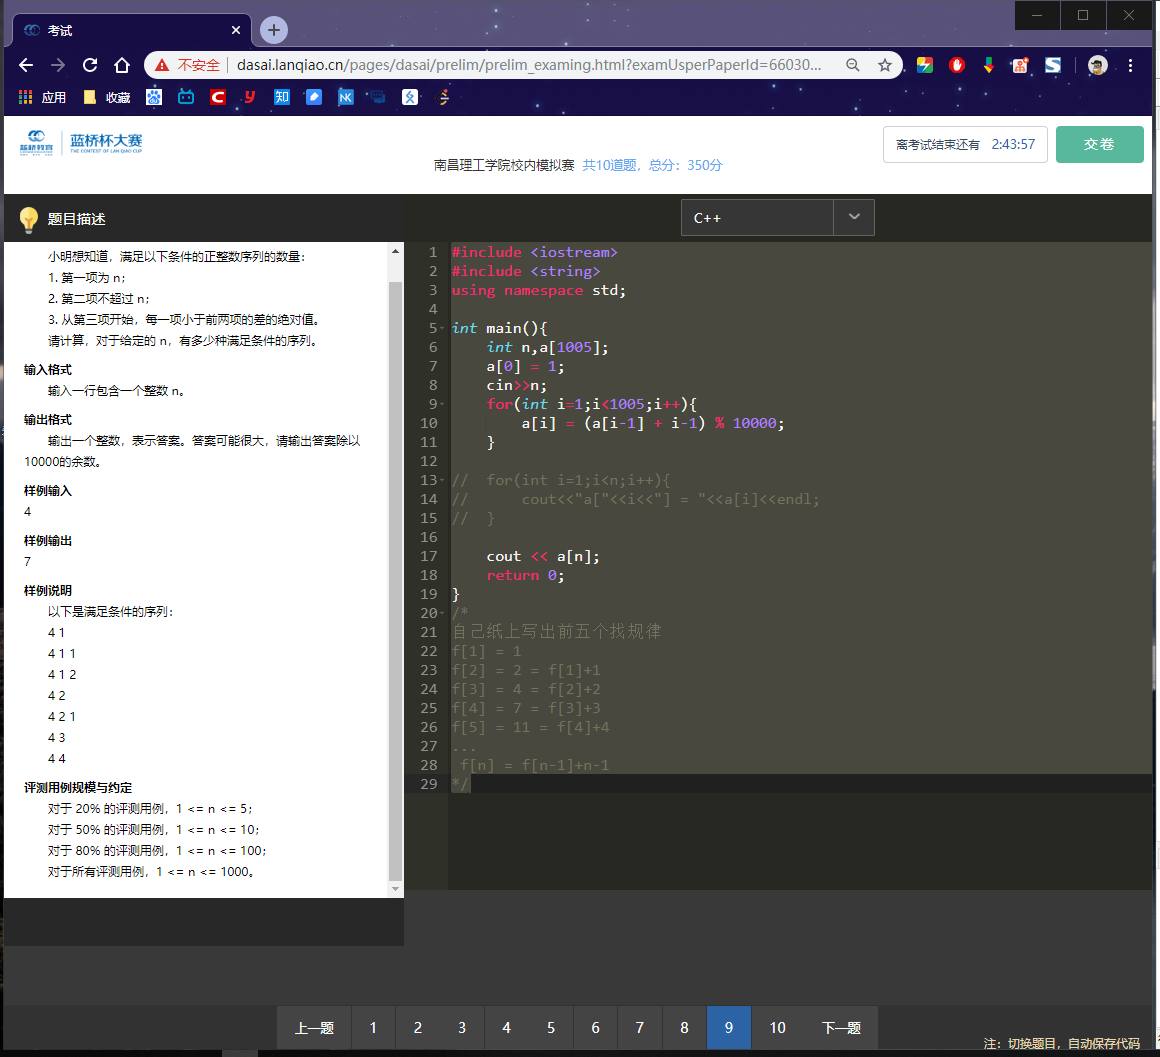 考试
不安全
dasai.lanqiao.cn/pages/dasai/prelim/prelim_examing.html?examUsperPaperId=66030...
应用
收藏
知
NK
蓝桥教育
蓝桥杯大赛
THE CONTEST OF LAN QIAO CUP
南昌理工学院校内模拟赛 共10道题，总分：350分
离考试结束还有 2:43:57
交卷
题目描述
C++
小明想知道，满足以下条件的正整数序列的数量：
1. 第一项为 n；
2. 第二项不超过 n；
3. 从第三项开始，每一项小于前两项的差的绝对值。
请计算，对于给定的 n，有多少种满足条件的序列。
输入格式
输入一行包含一个整数 n。
输出格式
输出一个整数，表示答案。答案可能很大，请输出答案除以
10000的余数。
样例输入
4
样例输出
7
样例说明
以下是满足条件的序列：
4 1
4 1 1
4 1 2
4 2
4 2 1
4 3
4 4
评测用例规模与约定
对于 20% 的评测用例，1 <= n <= 5；
对于 50% 的评测用例，1 <= n <= 10；
对于 80% 的评测用例，1 <= n <= 100；
对于所有评测用例，1 <= n <= 1000。
1 #include <iostream>
2 #include <string>
3 using namespace std;
4
5 int main(){
6 int n,a[1005];
7 a[0] = 1;
8 cin>>n;
9 for(int i=1;i<1005;i++){
10 a[i] = (a[i-1] + i-1) % 10000;
11 }
12
13 // for(int i=1;i<n;i++){
14 // cout<<"a["<<i<<"] = "<<a[i]<<endl;
15 // }
16
17 cout << a[n];
18 return 0;
19 }
20 /*
21 自己纸上写出前五个找规律
22 f[1] = 1
23 f[2] = 2 = f[1]+1
24 f[3] = 4 = f[2]+2
25 f[4] = 7 = f[3]+3
26 f[5] = 11 = f[4]+4
27 ...
28 f[n] = f[n-1]+n-1
29 */
上一题 1 2 3 4 5 6 7 8 9 10 下一题
注：切换题目，自动保存代码